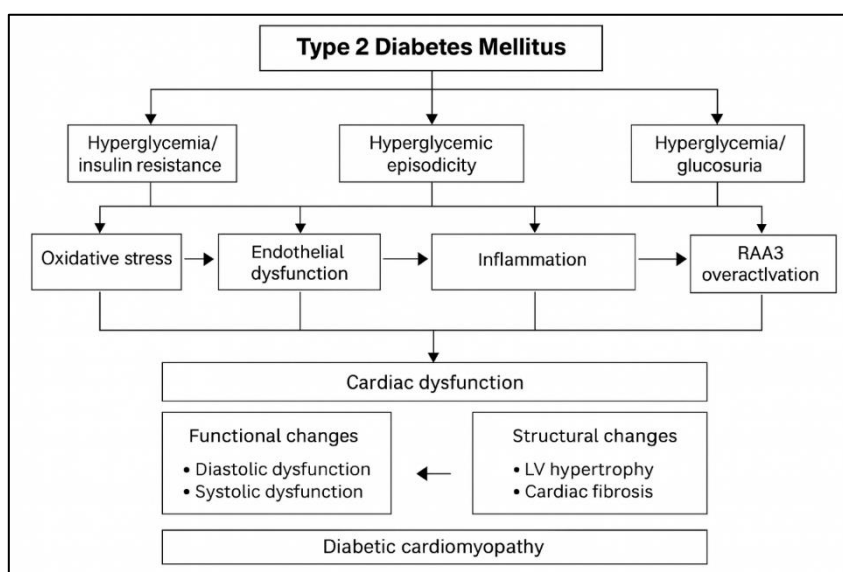 Type 2 Diabetes Mellitus
Hyperglycemia/
insulin resistance
Hyperglycemic
episodicity
Hyperglycemia/
glucosuria
Oxidative stress
Endothelial
dysfunction
Inflammation
RAA3
overactlvation
Cardiac dysfunction
Functional changes
• Diastolic dysfunction
• Systolic dysfunction
Structural changes
• LV hypertrophy
• Cardiac fibrosis
Diabetic cardiomyopathy